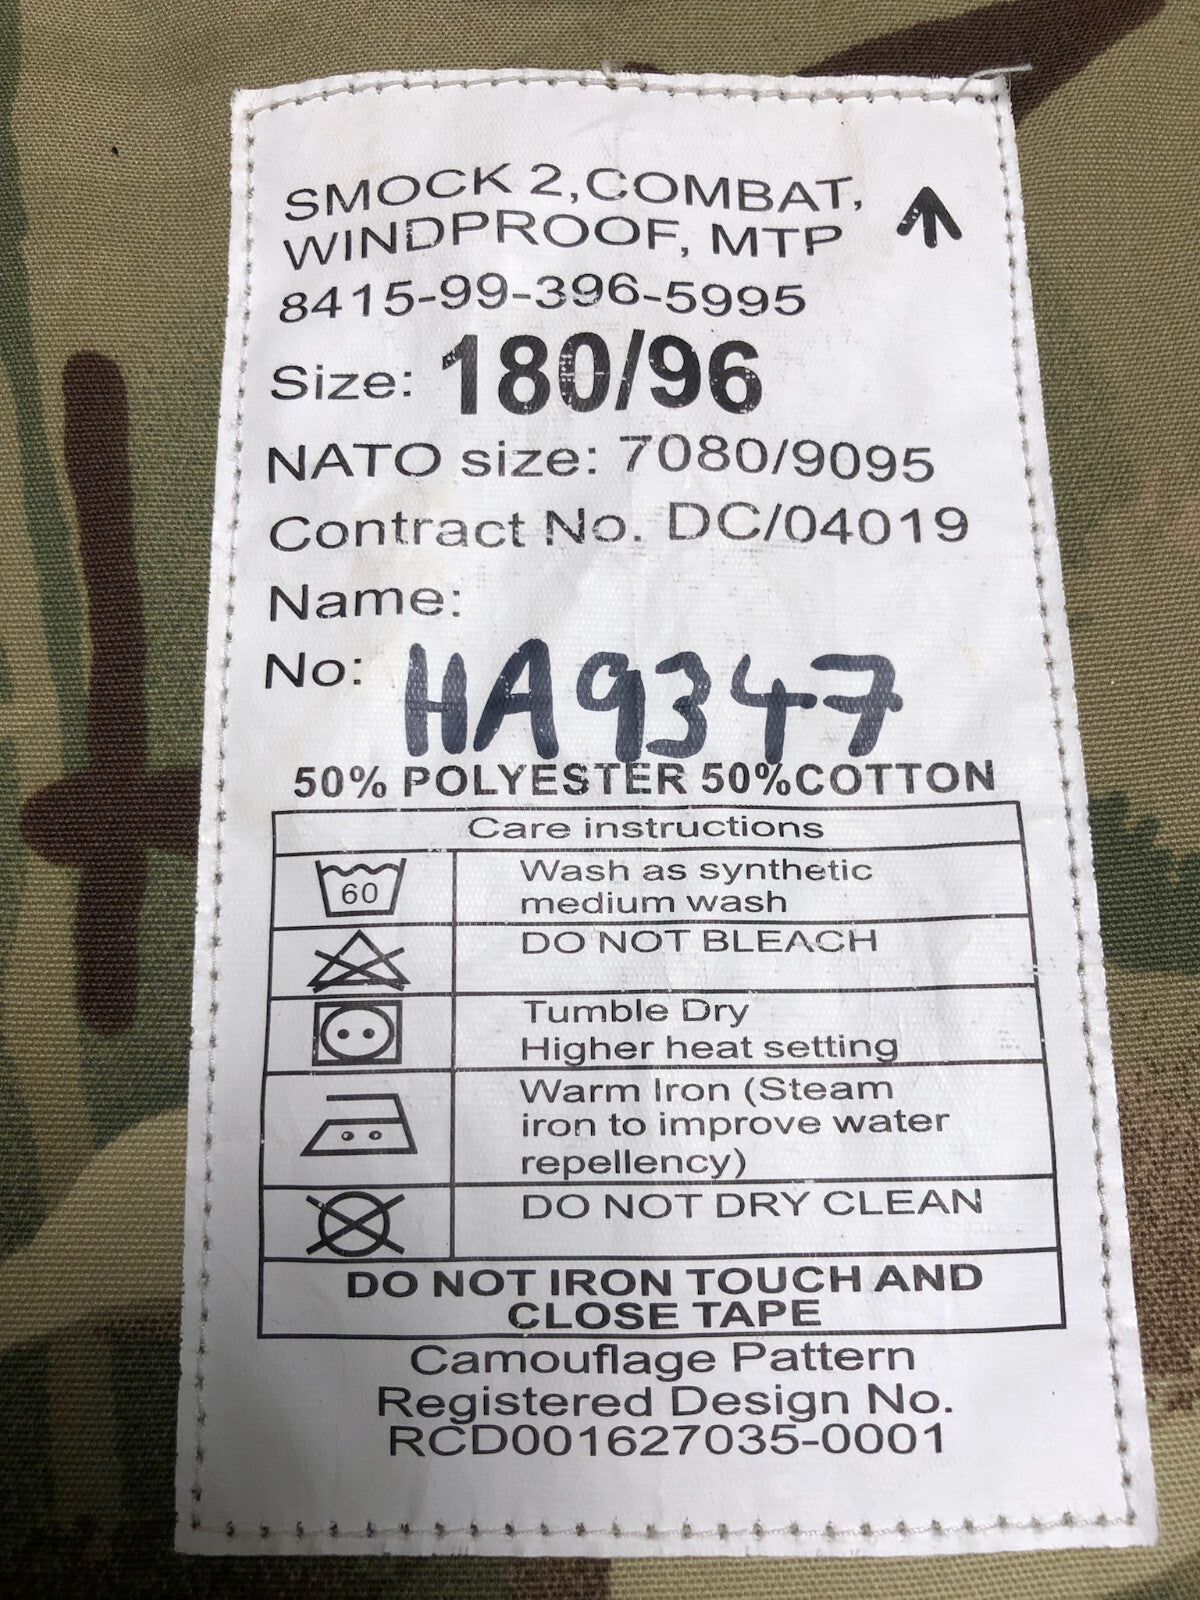 SMOCK 2,COMBAT,
WINDPROOF, MTP
8415-99-396-5995
Size: 180/96
NATO size: 7080/9095
Contract No. DC/04019
Name:
No: HA9347
50% POLYESTER 50%COTTON
Care instructions
60 Wash as synthetic
medium wash
DO NOT BLEACH
Tumble Dry
Higher heat setting
Warm Iron (Steam
iron to improve water
repellency)
DO NOT DRY CLEAN
DO NOT IRON TOUCH AND
CLOSE TAPE
Camouflage Pattern
Registered Design No.
RCD001627035-0001